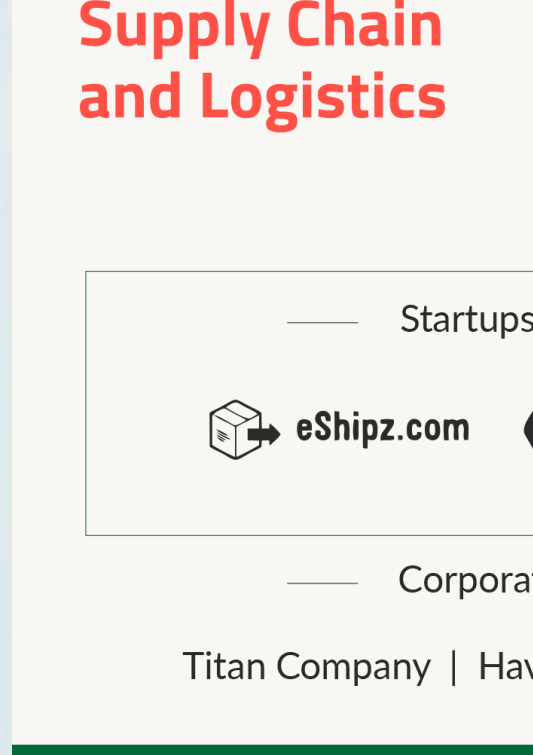 Supply Chain
and Logistics
Startups
eShipz.com
Titan Company |